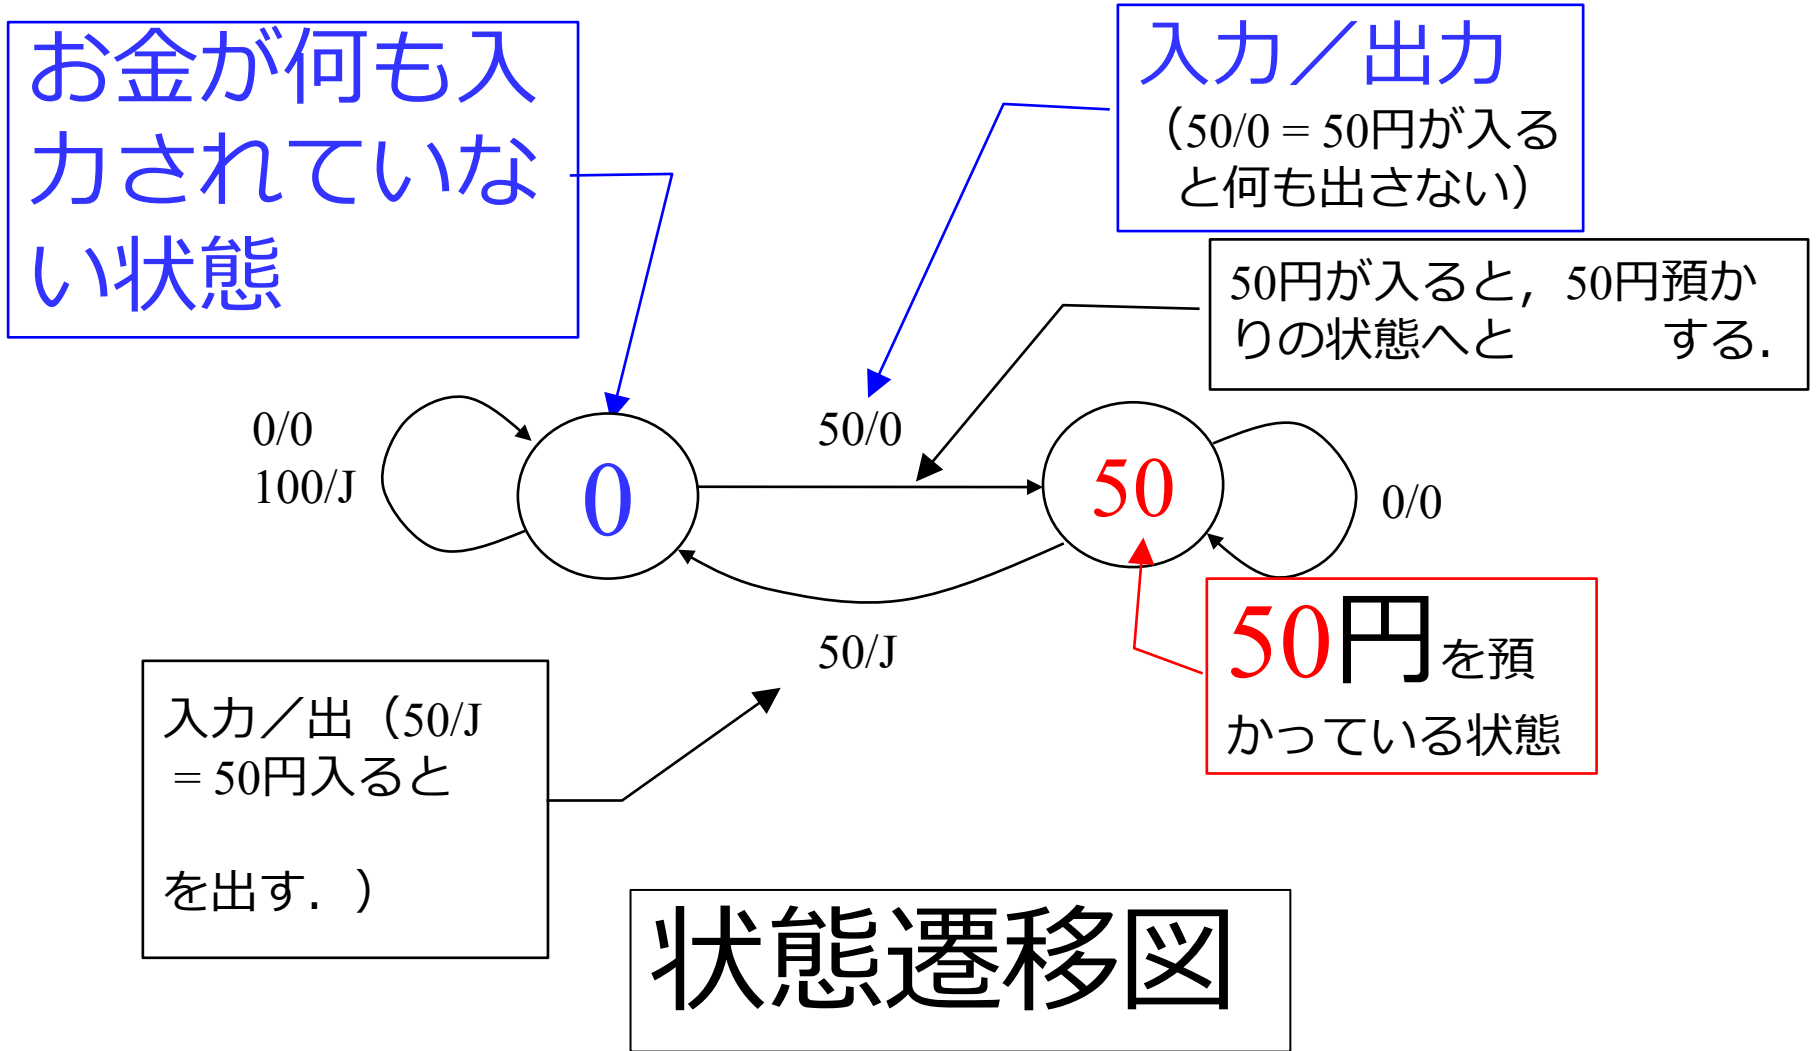 お金が何も入
力されていな
い状態
入力／出力
（50/0 = 50円が入る
と何も出さない）
50円が入ると，50円預か
りの状態へと　　　する．
0/0
100/J
0
50/0
50
0/0
50/J
50円を預
かっている状態
入力／出（50/J
= 50円入ると
を出す．）
状態遷移図